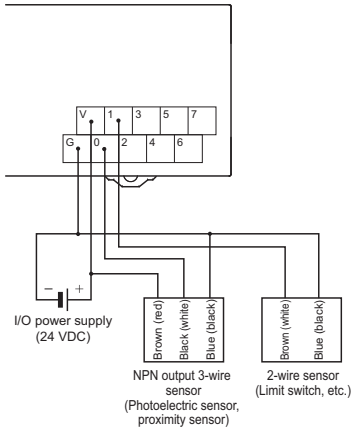 V 1 3 5 7
G 0 2 4 6
− +
I/O power supply
(24 VDC)
Brown (red)
Black (white)
Blue (black)
Brown (white)
Blue (black)
NPN output 3-wire
sensor
(Photoelectric sensor,
proximity sensor)
2-wire sensor
(Limit switch, etc.)